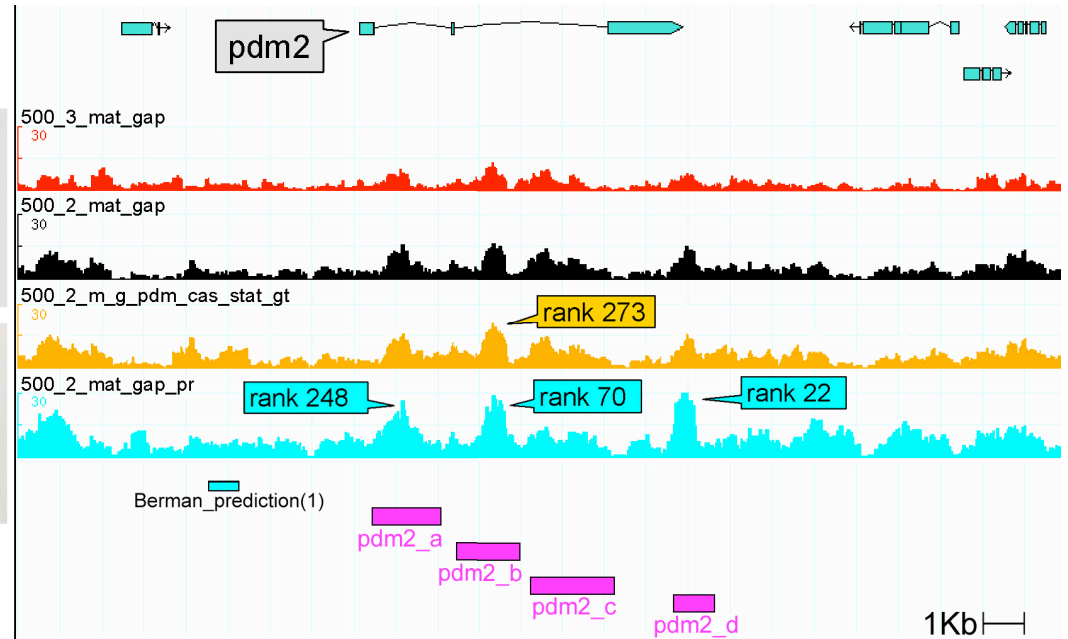 pdm2
500_3_mat_gap
30
500_2_mat_gap
30
500_2_m_g_pdm_cas_stat_gt
30
rank 273
500_2_mat_gap_pr
30
rank 248
rank 70
rank 22
Berman_prediction(1)
pdm2_a
pdm2_b
pdm2_c
pdm2_d
1Kb